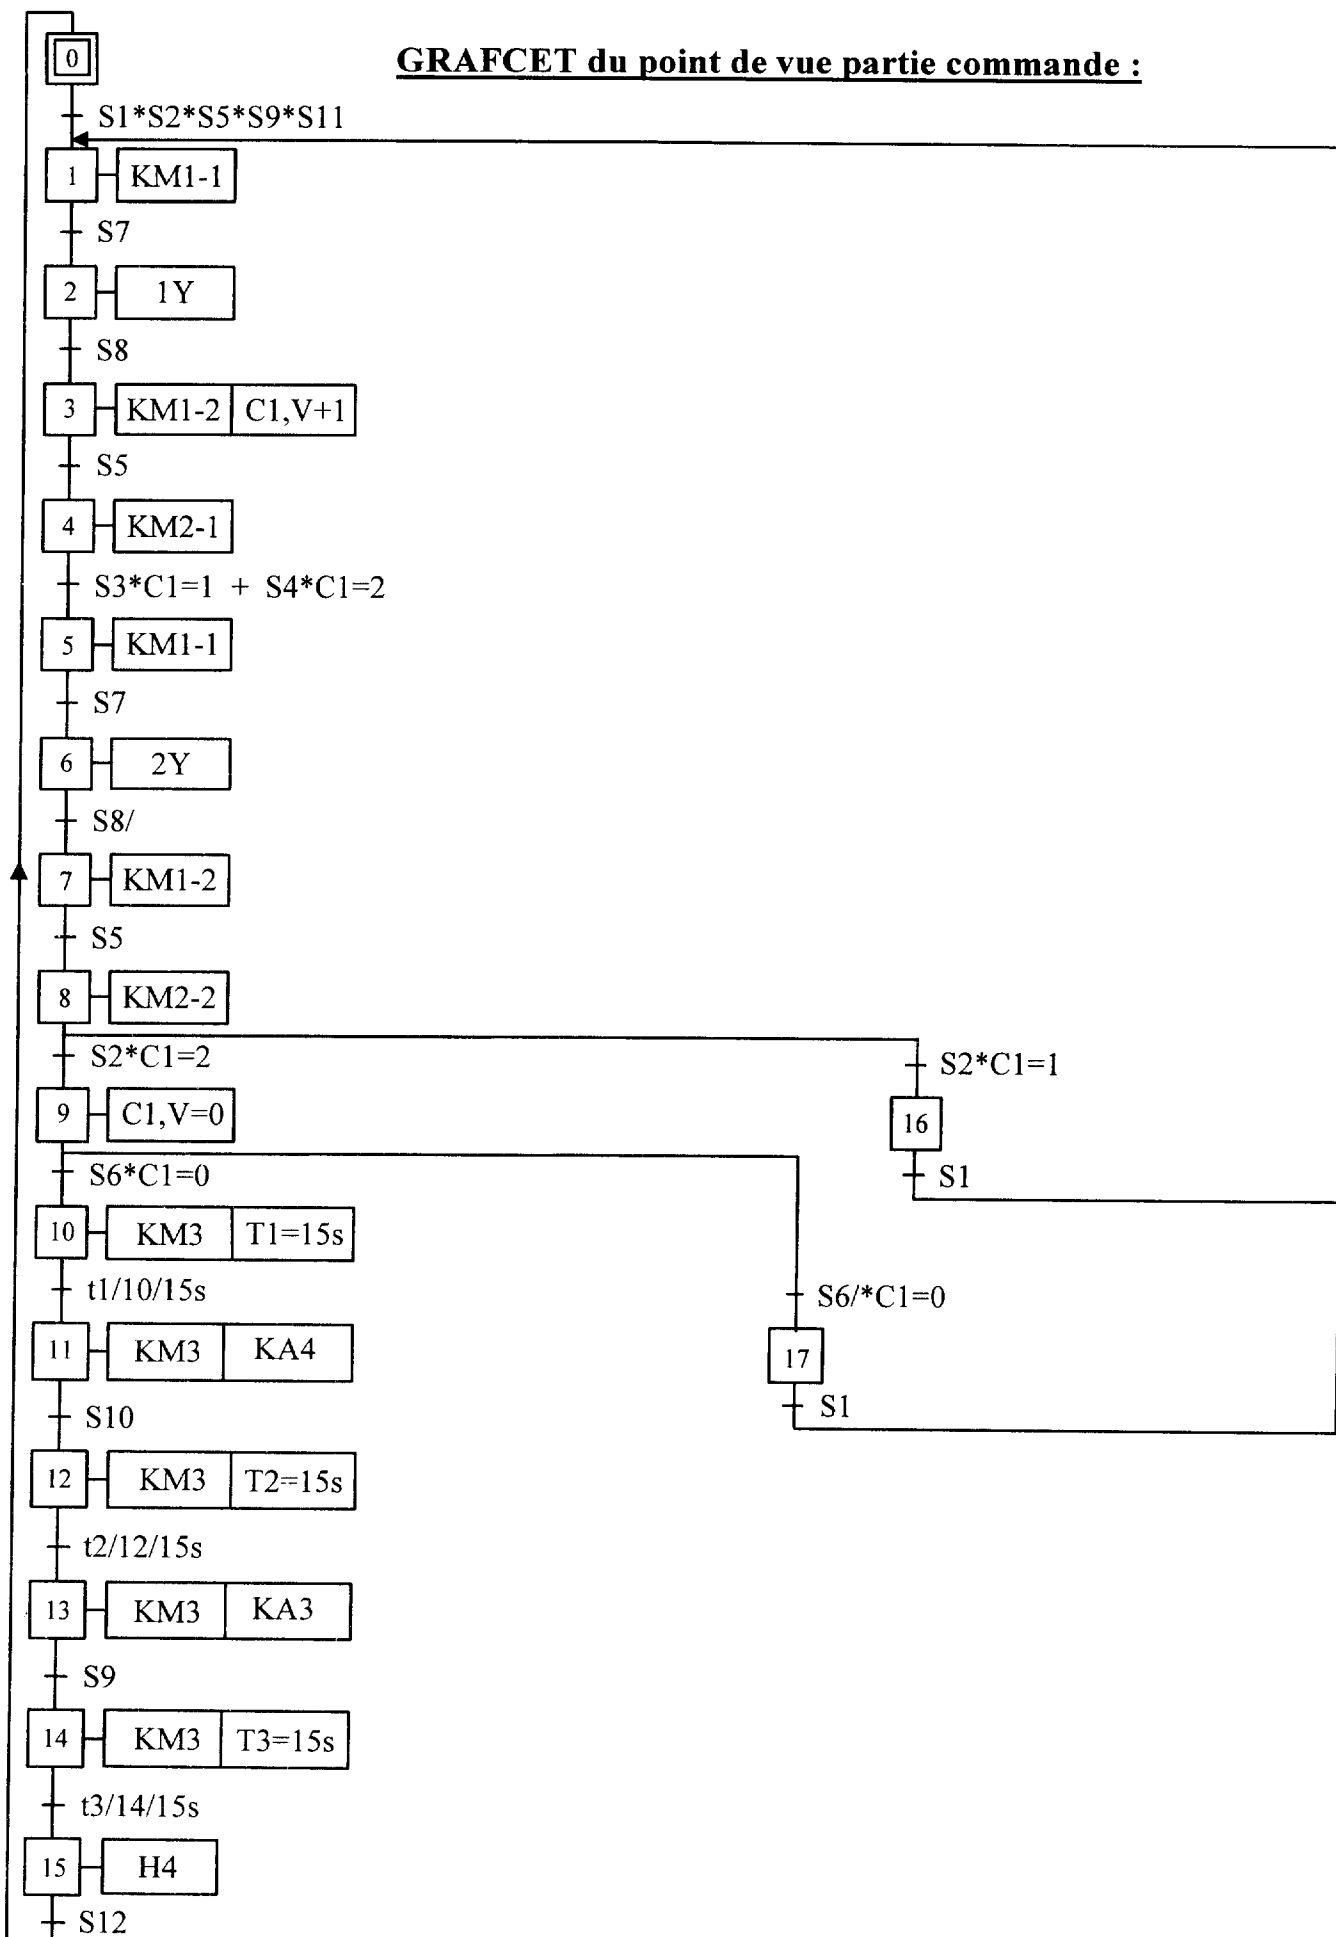 GRAFCET du point de vue partie commande :
0
S1*S2*S5*S9*S11
1 KM1-1
S7
2 1Y
S8
3 KM1-2 C1,V+1
S5
4 KM2-1
S3*C1=1 + S4*C1=2
5 KM1-1
S7
6 2Y
S8/
7 KM1-2
S5
8 KM2-2
S2*C1=2 S2*C1=1
9 C1,V=0 16
S6*C1=0 S1
10 KM3 T1=15s
t1/10/15s S6/*C1=0
11 KM3 KA4 17
S10 S1
12 KM3 T2=15s
t2/12/15s
13 KM3 KA3
S9
14 KM3 T3=15s
t3/14/15s
15 H4
S12